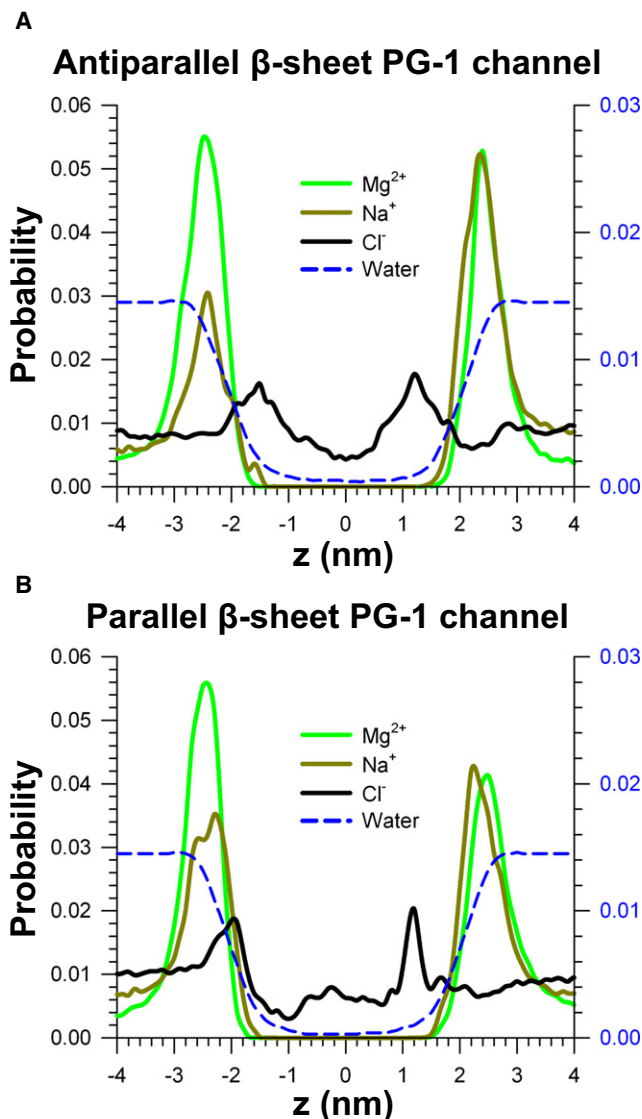 A
Antiparallel β-sheet PG-1 channel
0.06
0.05
0.04
0.03
0.02
0.01
0.00
Probability
Mg²⁺
Na⁺
Cl⁻
Water
0.03
0.02
0.01
0.00
-4 -3 -2 -1 0 1 2 3 4
z (nm)
B
Parallel β-sheet PG-1 channel
0.06
0.05
0.04
0.03
0.02
0.01
0.00
Probability
Mg²⁺
Na⁺
Cl⁻
Water
0.03
0.02
0.01
0.00
-4 -3 -2 -1 0 1 2 3 4
z (nm)